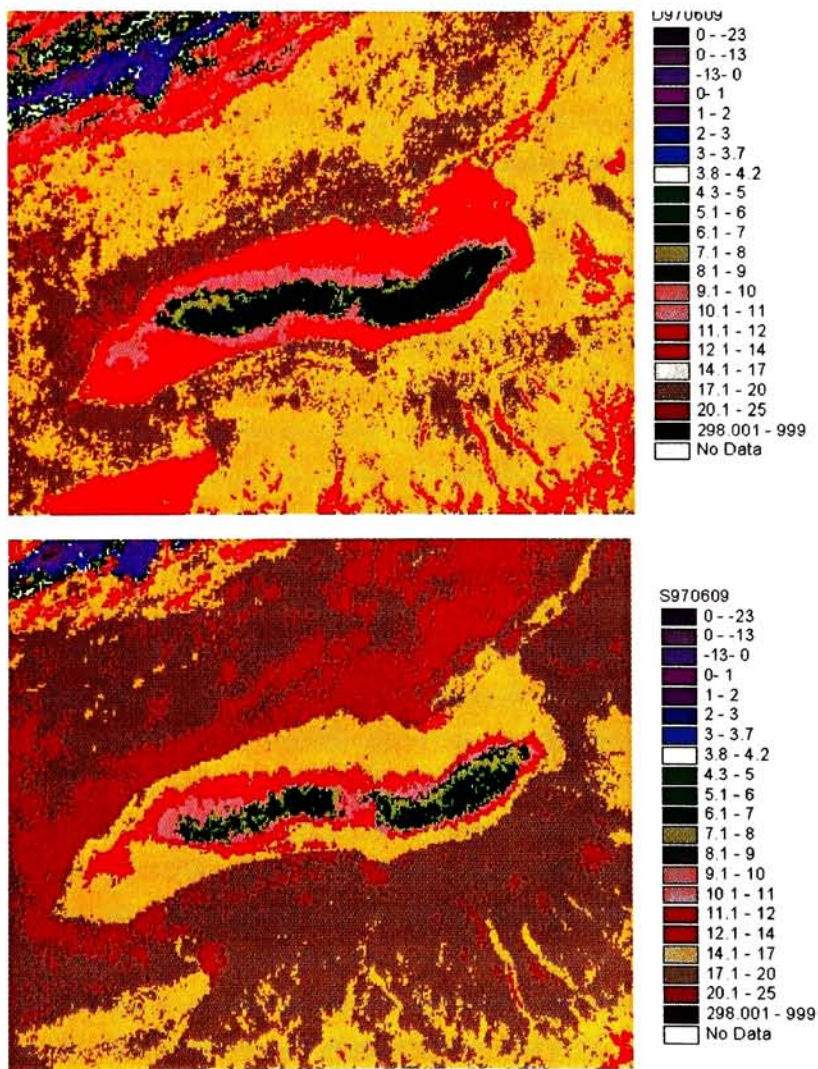 D970609
0 - -23
0 - -13
-13- 0
0- 1
1 - 2
2 - 3
3 - 3.7
3.8 - 4.2
4.3 - 5
5.1 - 6
6.1 - 7
7.1 - 8
8.1 - 9
9.1 - 10
10.1 - 11
11.1 - 12
12.1 - 14
14.1 - 17
17.1 - 20
20.1 - 25
298.001 - 999
No Data
S970609
0 - -23
0 - -13
-13- 0
0- 1
1 - 2
2 - 3
3 - 3.7
3.8 - 4.2
4.3 - 5
5.1 - 6
6.1 - 7
7.1 - 8
8.1 - 9
9.1 - 10
10.1 - 11
11.1 - 12
12.1 - 14
14.1 - 17
17.1 - 20
20.1 - 25
298.001 - 999
No Data